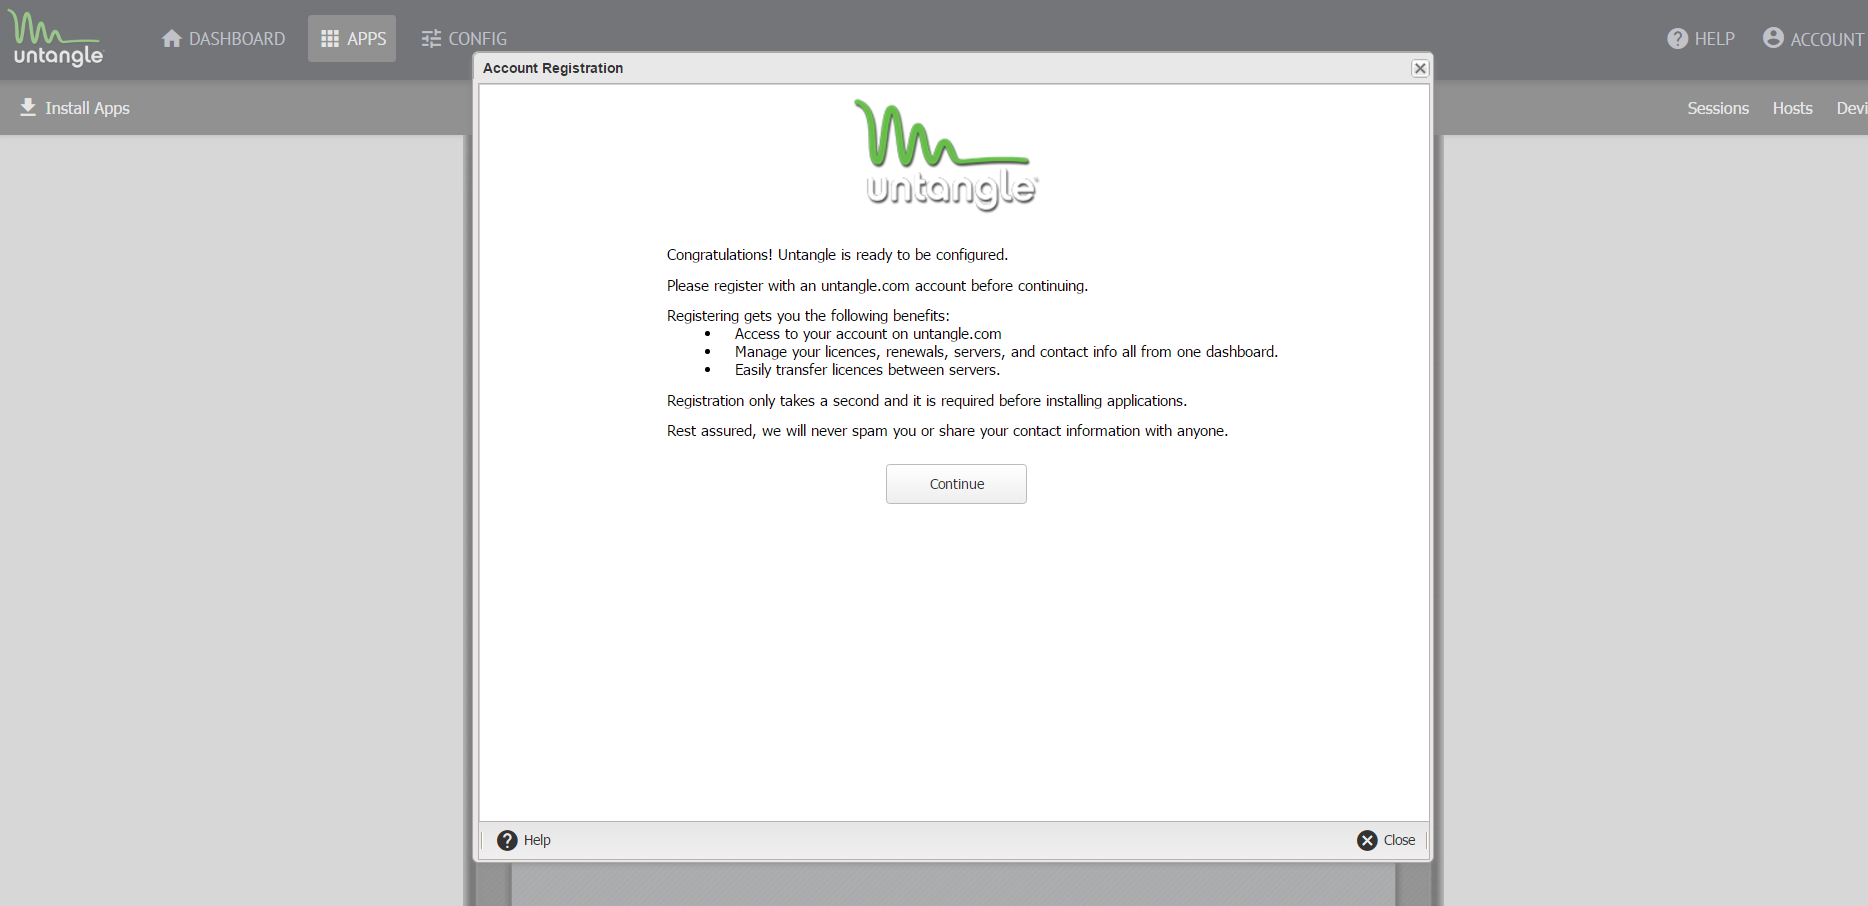 untangle
DASHBOARD
APPS
CONFIG
HELP
ACCOUNT
Install Apps
Sessions
Hosts
Devi
Account Registration
untangle
Congratulations! Untangle is ready to be configured.
Please register with an untangle.com account before continuing.
Registering gets you the following benefits:
• Access to your account on untangle.com
• Manage your licences, renewals, servers, and contact info all from one dashboard.
• Easily transfer licences between servers.
Registration only takes a second and it is required before installing applications.
Rest assured, we will never spam you or share your contact information with anyone.
Continue
Help
Close